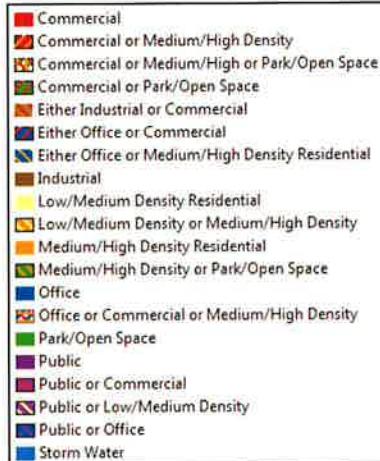 Commercial
Commercial or Medium/High Density
Commercial or Medium/High or Park/Open Space
Commercial or Park/Open Space
Either Industrial or Commercial
Either Office or Commercial
Either Office or Medium/High Density Residential
Industrial
Low/Medium Density Residential
Low/Medium Density or Medium/High Density
Medium/High Density Residential
Medium/High Density or Park/Open Space
Office
Office or Commercial or Medium/High Density
Park/Open Space
Public
Public or Commercial
Public or Low/Medium Density
Public or Office
Storm Water